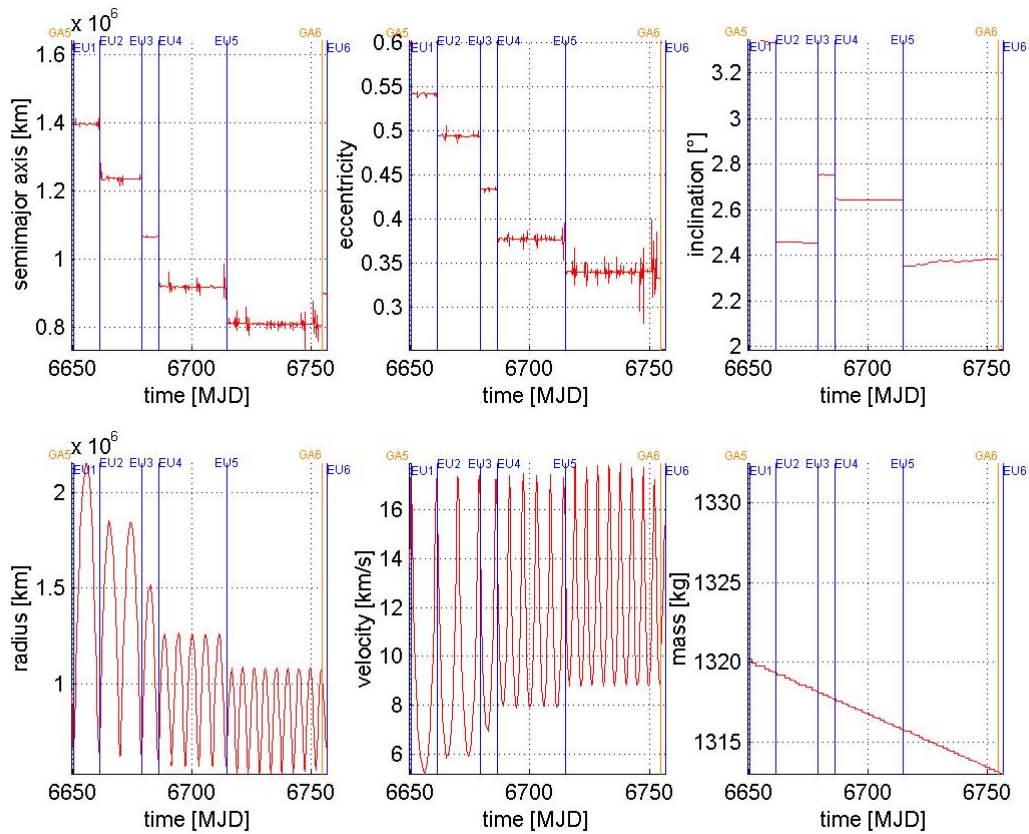 x 10^6
GA5 EU1 EU2 EU3 EU4 EU5 GA6 EU6
1.6
1.4
1.2
1
0.8
semimajor axis [km]
6650 6700 6750
time [MJD]
GA5 EU1 EU2 EU3 EU4 EU5 GA6 EU6
0.6
0.55
0.5
0.45
0.4
0.35
0.3
eccentricity
6650 6700 6750
time [MJD]
GA5 EU1 EU2 EU3 EU4 EU5 GA6 EU6
3.2
3
2.8
2.6
2.4
2.2
2
inclination [°]
6650 6700 6750
time [MJD]
x 10^6
GA5 EU1 EU2 EU3 EU4 EU5 GA6 EU6
2
1.5
1
radius [km]
6650 6700 6750
time [MJD]
GA5 EU1 EU2 EU3 EU4 EU5 GA6 EU6
16
14
12
10
8
6
velocity [km/s]
6650 6700 6750
time [MJD]
GA5 EU1 EU2 EU3 EU4 EU5 GA6 EU6
1330
1325
1320
1315
mass [kg]
6650 6700 6750
time [MJD]